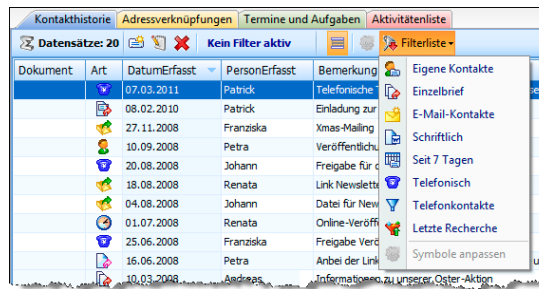 Kontakthistorie Adressverknüpfungen Termine und Aufgaben Aktivitätenliste
Datensätze: 20 Kein Filter aktiv Filterliste
Dokument Art DatumErfasst PersonErfasst Bemerkung
07.03.2011 Patrick Telefonische
08.02.2010 Patrick Einladung zur
27.11.2008 Franziska Xmas-Mailing
10.09.2008 Petra Veröffentlichu
20.08.2008 Johann Freigabe für
18.08.2008 Renata Link Newslette
04.08.2008 Johann Datei für New
01.07.2008 Renata Online-Veröff
25.06.2008 Franziska Freigabe Verö
16.06.2008 Petra Anbei der Link
10.03.2008 Andreas Informationen zu unserer Oster-Aktion
Eigene Kontakte
Einzelbrief
E-Mail-Kontakte
Schriftlich
Seit 7 Tagen
Telefonisch
Telefonkontakte
Letzte Recherche
Symbole anpassen